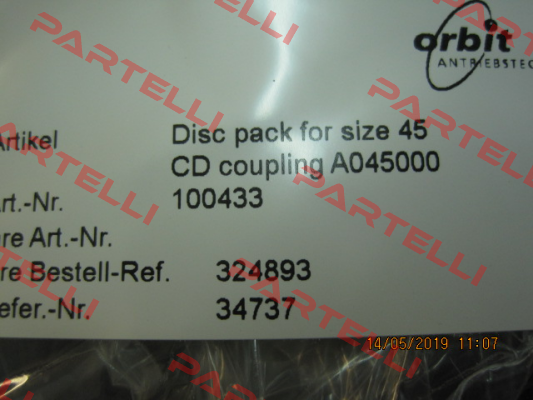 orbit
ANTRIEBSTEC
Artikel Disc pack for size 45
CD coupling A045000
Art.-Nr. 100433
re Art.-Nr.
re Bestell-Ref. 324893
efer.-Nr. 34737
14/05/2019 11:07
PARTELLI
PARTELLI
PARTELLI
PARTELLI
PARTELLI
PARTELLI